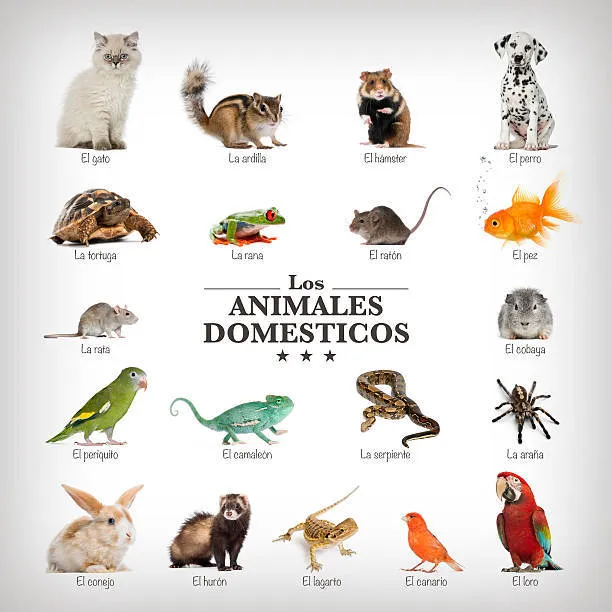 El gato
La ardilla
El hámster
El perro
La tortuga
La rana
El ratón
El pez
Los
ANIMALES
DOMESTICOS
La rata
El cobaya
El periquito
El camaleón
La serpiente
La araña
El conejo
El hurón
El lagarto
El canario
El loro